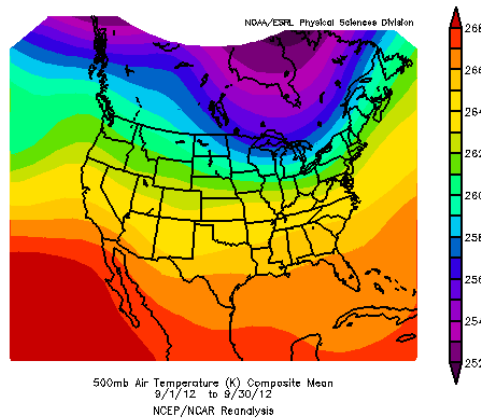 NOAA/ESRL Physical Sciences Division
268
266
264
262
260
258
256
254
252
500mb Air Temperature (K) Composite Mean
9/1/12 to 9/30/12
NCEP/NCAR Reanalysis